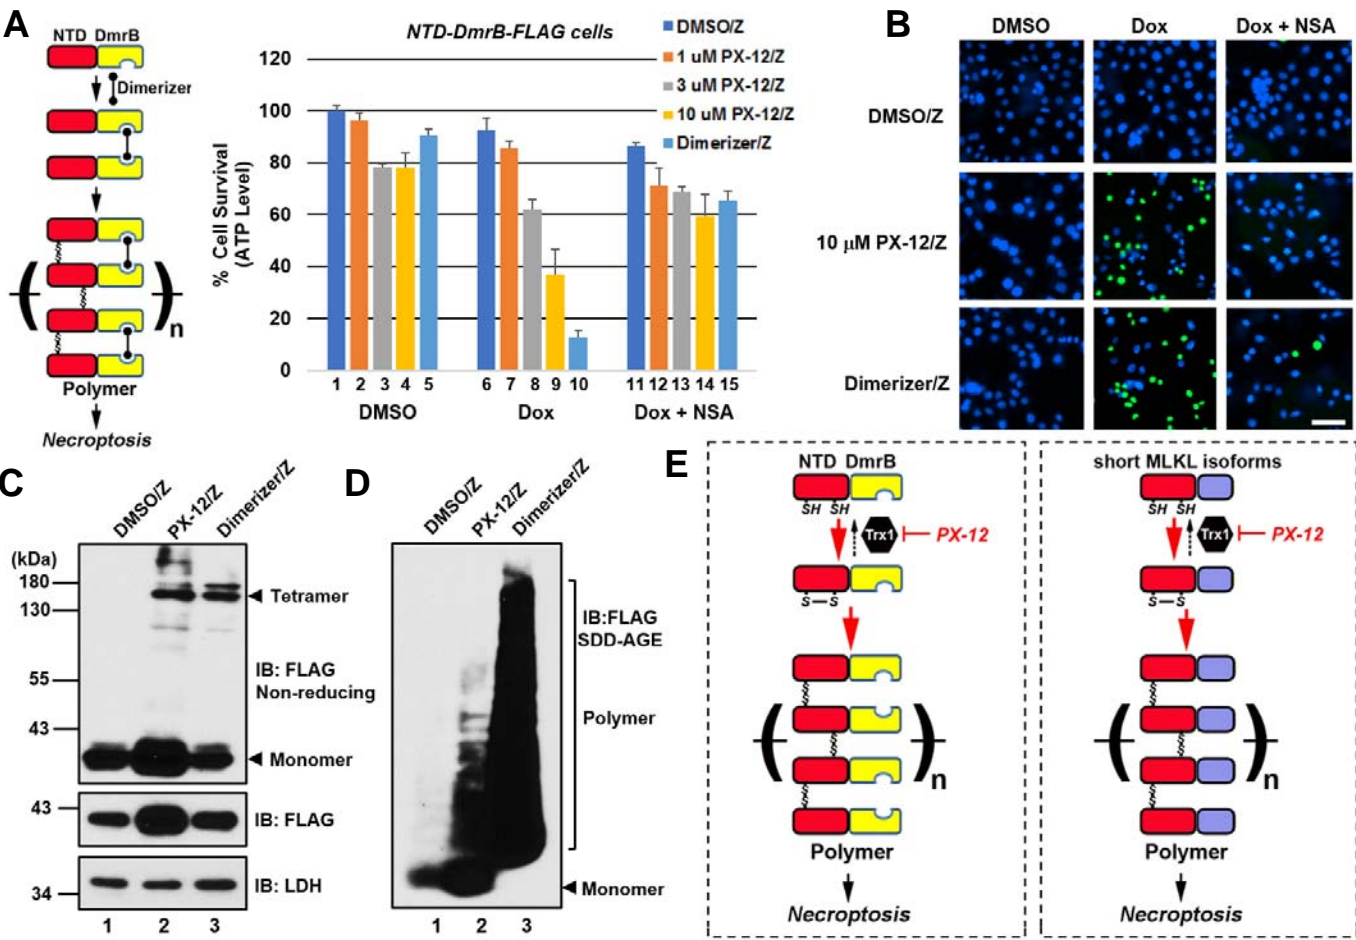 A
NTD DmrB
Dimerizer
n
Polymer
Necroptosis
NTD-DmrB-FLAG cells
DMSO/Z
1 uM PX-12/Z
3 uM PX-12/Z
10 uM PX-12/Z
Dimerizer/Z
% Cell Survival
(ATP Level)
120
100
80
60
40
20
0
1 2 3 4 5 6 7 8 9 10 11 12 13 14 15
DMSO Dox Dox + NSA
B
DMSO Dox Dox + NSA
DMSO/Z
10 µM PX-12/Z
Dimerizer/Z
C
DMSO/Z PX-12/Z Dimerizer/Z
(kDa)
180
130
55
43
Tetramer
IB: FLAG
Non-reducing
Monomer
43
IB: FLAG
34
IB: LDH
1 2 3
D
DMSO/Z PX-12/Z Dimerizer/Z
IB:FLAG
SDD-AGE
Polymer
Monomer
1 2 3
E
NTD DmrB
SH SH
Trx1 PX-12
S S
n
Polymer
Necroptosis
short MLKL isoforms
SH SH
Trx1 PX-12
S S
n
Polymer
Necroptosis